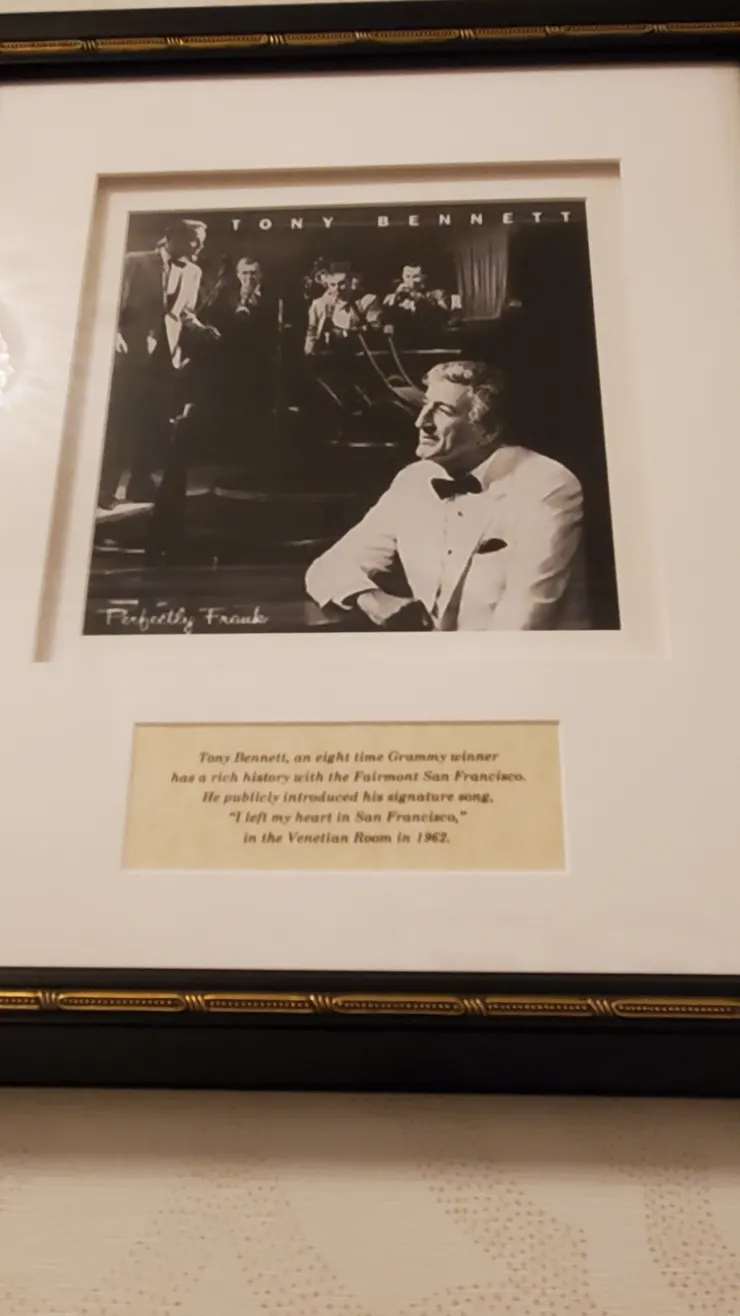 TONY BENNETT
Perfectly Frank
Tony Bennett, an eight time Grammy winner
has a rich history with the Fairmont San Francisco.
He publicly introduced his signature song,
"I left my heart in San Francisco,"
in the Venetian Room in 1962.